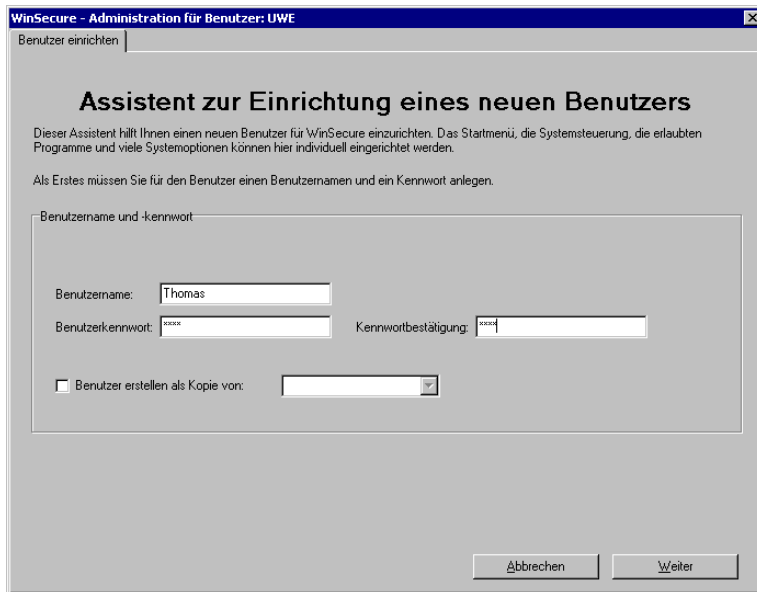 WinSecure - Administration für Benutzer: UWE
Benutzer einrichten
Assistent zur Einrichtung eines neuen Benutzers
Dieser Assistent hilft Ihnen einen neuen Benutzer für WinSecure einzurichten. Das Startmenü, die Systemsteuerung, die erlaubten
Programme und viele Systemoptionen können hier individuell eingerichtet werden.
Als Erstes müssen Sie für den Benutzer einen Benutzernamen und ein Kennwort anlegen.
Benutzername und -kennwort
Benutzername: Thomas
Benutzerkennwort: **** Kennwortbestätigung: ****
Benutzer erstellen als Kopie von:
Abbrechen Weiter